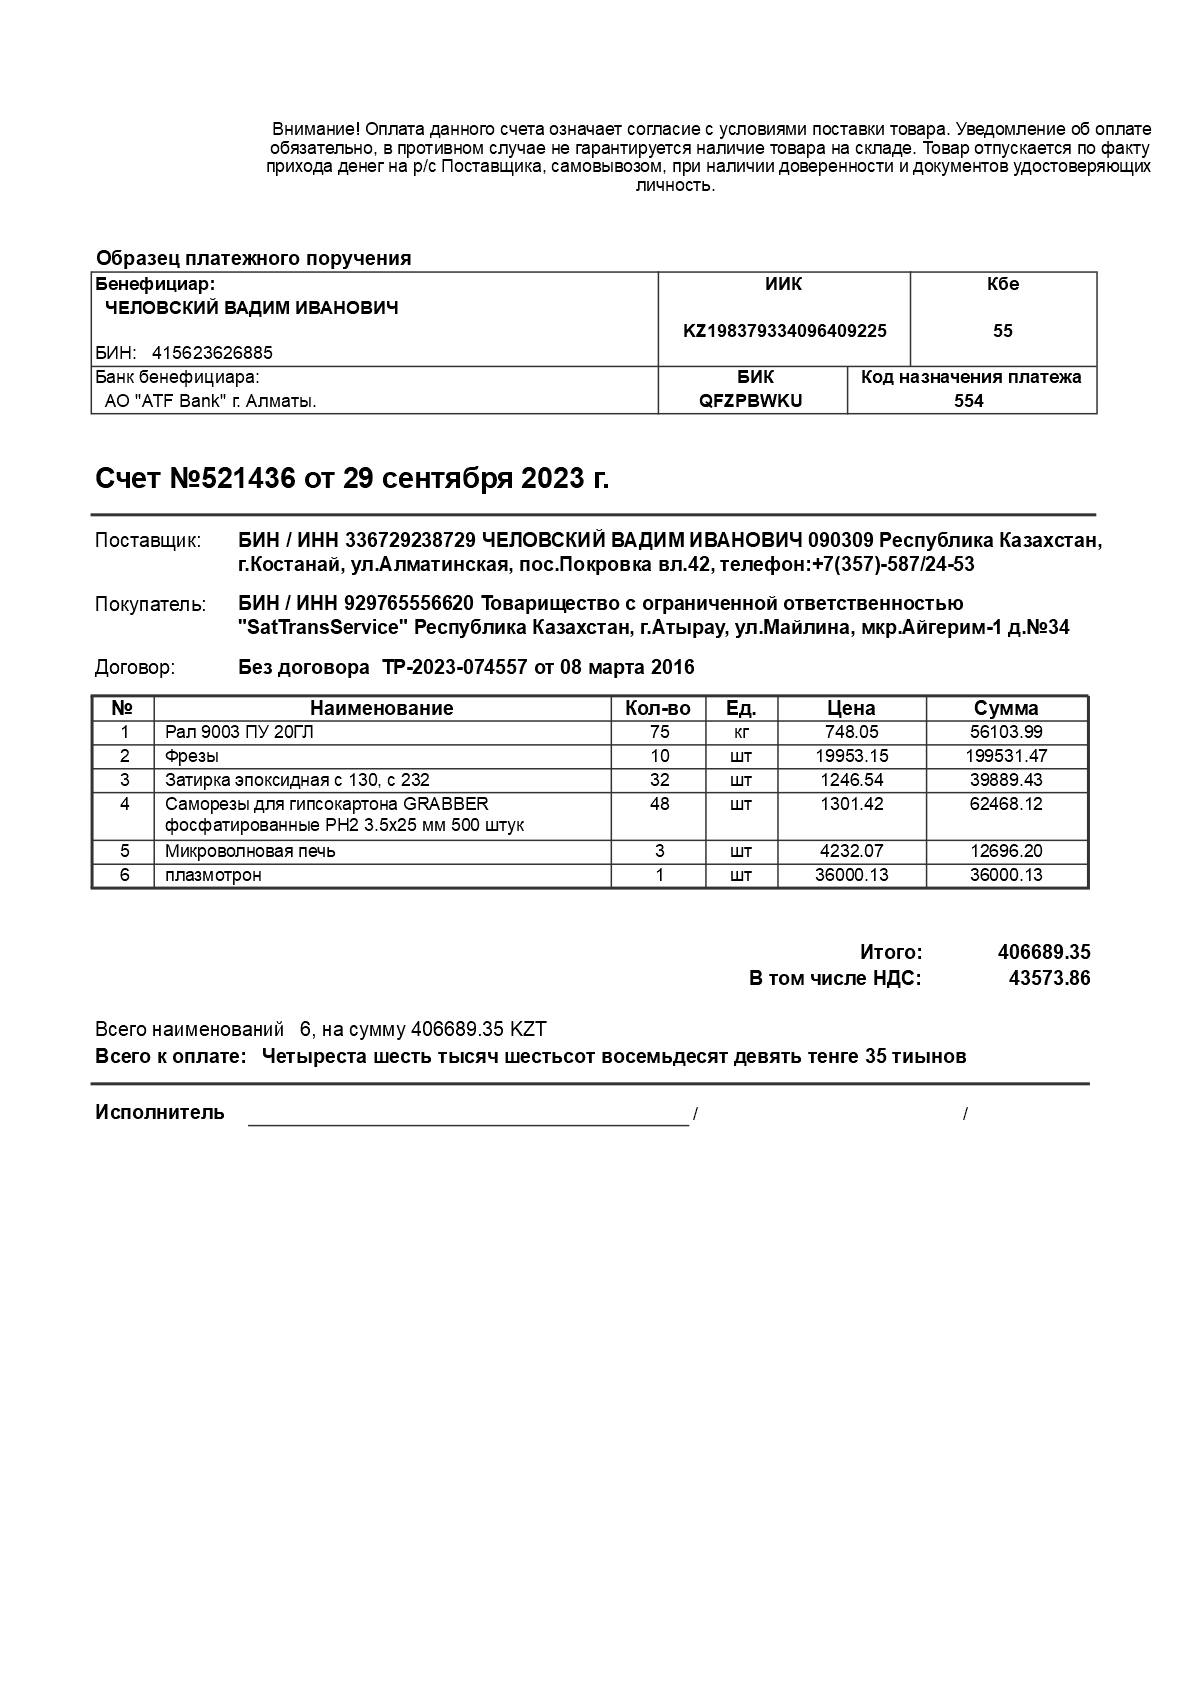 Внимание! Оплата данного счета означает согласие с условиями поставки товара. Уведомление об оплате
обязательно, в противном случае не гарантируется наличие товара на складе. Товар отпускается по факту
прихода денег на р/с Поставщика, самовывозом, при наличии доверенности и документов удостоверяющих
личность.
Образец платежного поручения
Бенефициар: ИИК Кбе
ЧЕЛОВСКИЙ ВАДИМ ИВАНОВИЧ
KZ198379334096409225 55
БИН: 415623626885
Банк бенефициара: БИК Код назначения платежа
АО "ATF Bank" г. Алматы. QFZPBWKU 554
Счет №521436 от 29 сентября 2023 г.
Поставщик: БИН / ИНН 336729238729 ЧЕЛОВСКИЙ ВАДИМ ИВАНОВИЧ 090309 Республика Казахстан,
г.Костанай, ул.Алматинская, пос.Покровка вл.42, телефон:+7(357)-587/24-53
Покупатель: БИН / ИНН 929765556620 Товарищество с ограниченной ответственностью
"SatTransService" Республика Казахстан, г.Атырау, ул.Майлина, мкр.Айгерим-1 д.№34
Договор: Без договора ТР-2023-074557 от 08 марта 2016
№ Наименование Кол-во Ед. Цена Сумма
1 Рал 9003 ПУ 20ГЛ 75 кг 748.05 56103.99
2 Фрезы 10 шт 19953.15 199531.47
3 Затирка эпоксидная с 130, с 232 32 шт 1246.54 39889.43
4 Саморезы для гипсокартона GRABBER 48 шт 1301.42 62468.12
фосфатированные PH2 3.5х25 мм 500 штук
5 Микроволновая печь 3 шт 4232.07 12696.20
6 плазмотрон 1 шт 36000.13 36000.13
Итого: 406689.35
В том числе НДС: 43573.86
Всего наименований 6, на сумму 406689.35 KZT
Всего к оплате: Четыреста шесть тысяч шестьсот восемьдесят девять тенге 35 тиынов
Исполнитель / /